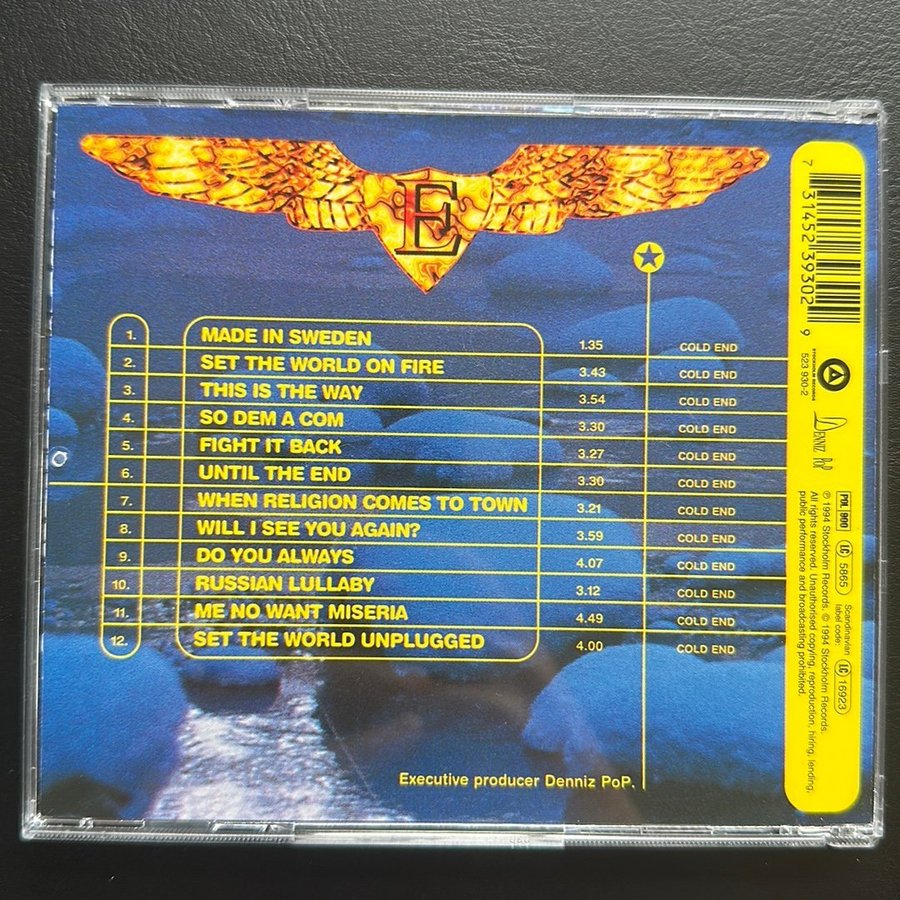 E
1. MADE IN SWEDEN 1.35 COLD END
2. SET THE WORLD ON FIRE 3.43 COLD END
3. THIS IS THE WAY 3.54 COLD END
4. SO DEM A COM 3.30 COLD END
5. FIGHT IT BACK 3.27 COLD END
6. UNTIL THE END 3.30 COLD END
7. WHEN RELIGION COMES TO TOWN 3.21 COLD END
8. WILL I SEE YOU AGAIN? 3.59 COLD END
9. DO YOU ALWAYS 4.07 COLD END
10. RUSSIAN LULLABY 3.12 COLD END
11. ME NO WANT MISERIA 4.49 COLD END
12. SET THE WORLD UNPLUGGED 4.00 COLD END
Executive producer Denniz PoP.
7 31452 39302 9
STOCKHOLM RECORDS
523 930-2
DENNIZ PoP
POL 900
LC 5865
Scandinavian
label code:
LC 16923
℗ 1994 Stockholm Records. © 1994 Stockholm Records.
All rights reserved. Unauthorised copying, reproduction, hiring, lending,
public performance and broadcasting prohibited.